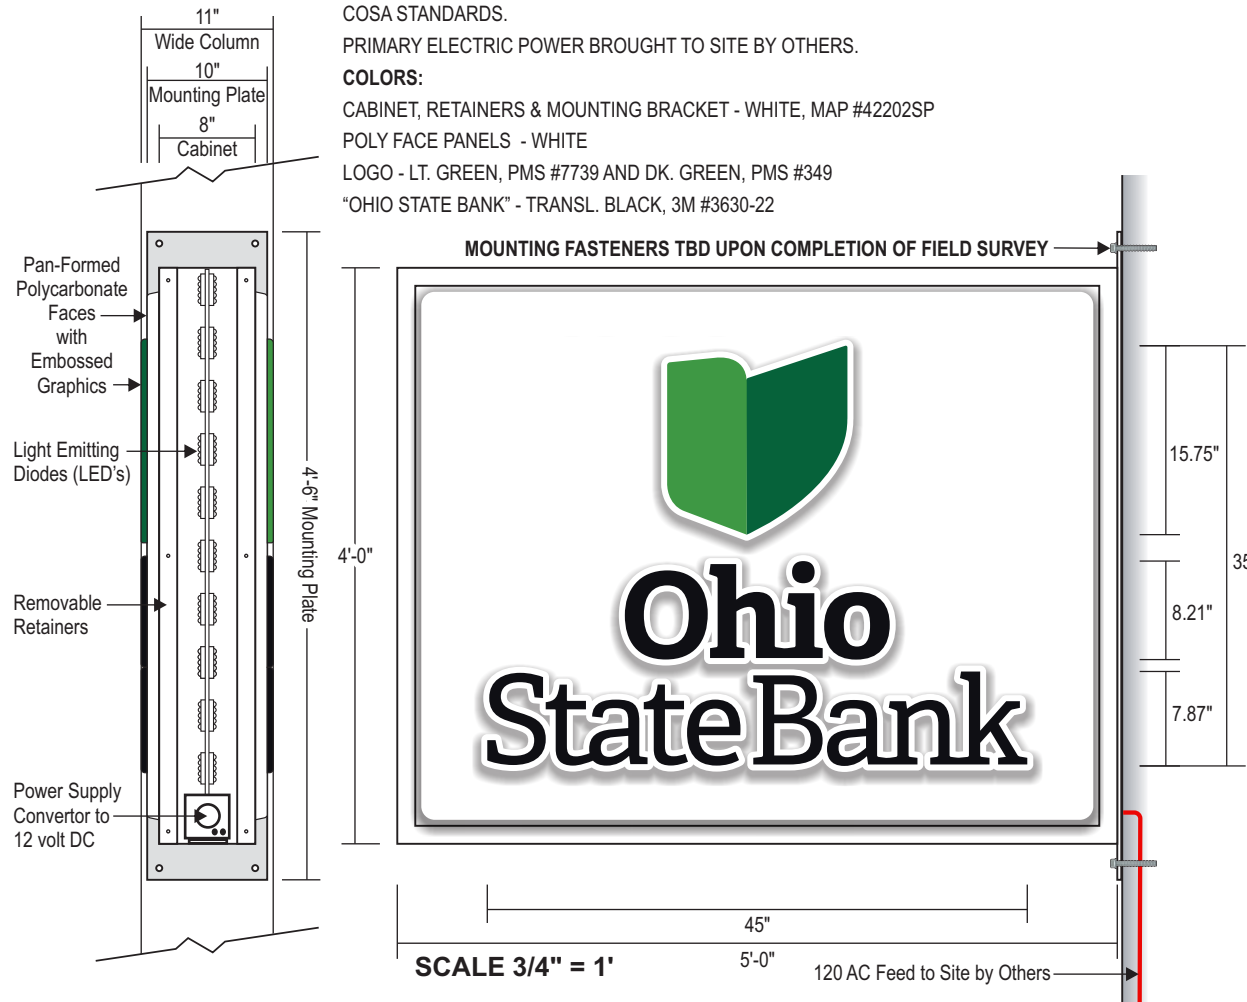 11"
Wide Column
10"
Mounting Plate
8"
Cabinet
COSA STANDARDS.
PRIMARY ELECTRIC POWER BROUGHT TO SITE BY OTHERS.
COLORS:
CABINET, RETAINERS & MOUNTING BRACKET - WHITE, MAP #42202SP
POLY FACE PANELS - WHITE
LOGO - LT. GREEN, PMS #7739 AND DK. GREEN, PMS #349
“OHIO STATE BANK” - TRANSL. BLACK, 3M #3630-22
MOUNTING FASTENERS TBD UPON COMPLETION OF FIELD SURVEY
Pan-Formed
Polycarbonate
Faces
with
Embossed
Graphics
Light Emitting
Diodes (LED’s)
Removable
Retainers
Power Supply
Convertor to
12 volt DC
4'-6" Mounting Plate
4'-0"
Ohio
State Bank
15.75"
8.21"
7.87"
35
45"
5'-0"
SCALE 3/4" = 1'
120 AC Feed to Site by Others